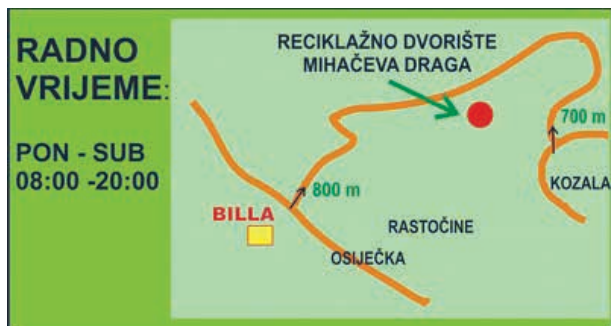 RADNO
VRIJEME:
PON - SUB
08:00 -20:00
RECIKLAŽNO DVORIŠTE
MIHAČEVA DRAGA
700 m
KOZALA
800 m
BILLA
RASTOČINE
OSIJEČKA